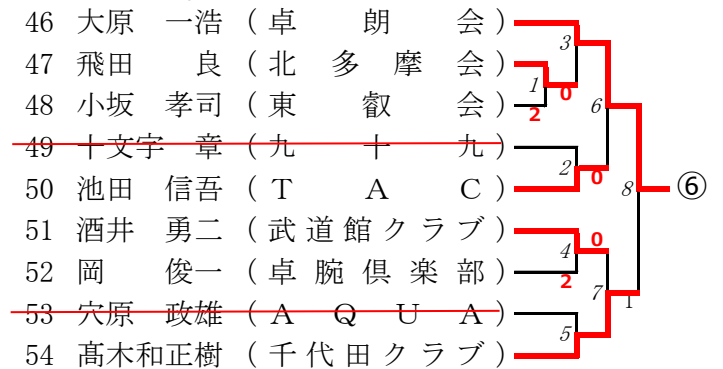 46 大原 一浩 ( 卓 朗 会 )
3
47 飛田 良 ( 北 多 摩 会 )
1 0
6
48 小坂 孝司 ( 東 叡 会 )
2
49 十文字 章 ( 九 十 九 )
2 0
50 池田 信吾 ( T A C )
8 ⑥
51 酒井 勇二 ( 武道館クラブ )
4 0
52 岡 俊一 ( 卓腕倶楽部 )
2
7 1
53 穴原 政雄 ( A Q U A )
5
54 髙木和正樹 ( 千代田クラブ )